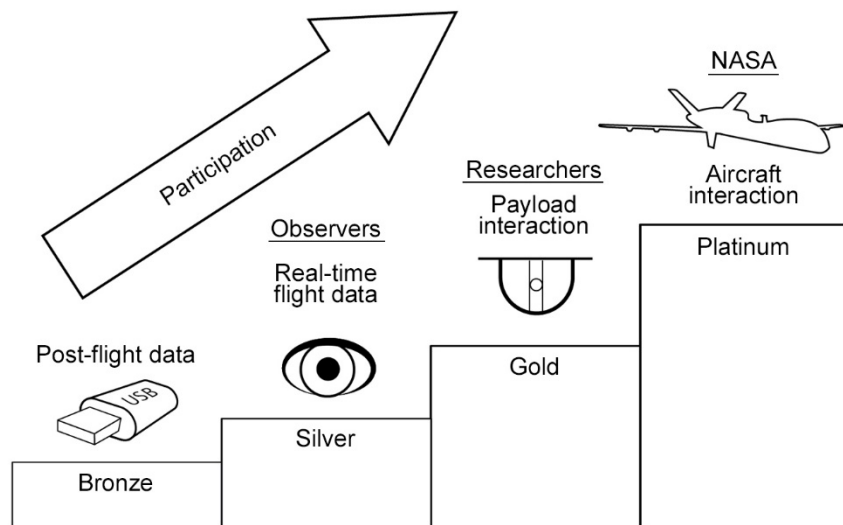 NASA
Participation
Researchers
Aircraft
interaction
Payload
interaction
Observers
Platinum
Real-time
flight data
Post-flight data
Gold
USB
Silver
Bronze